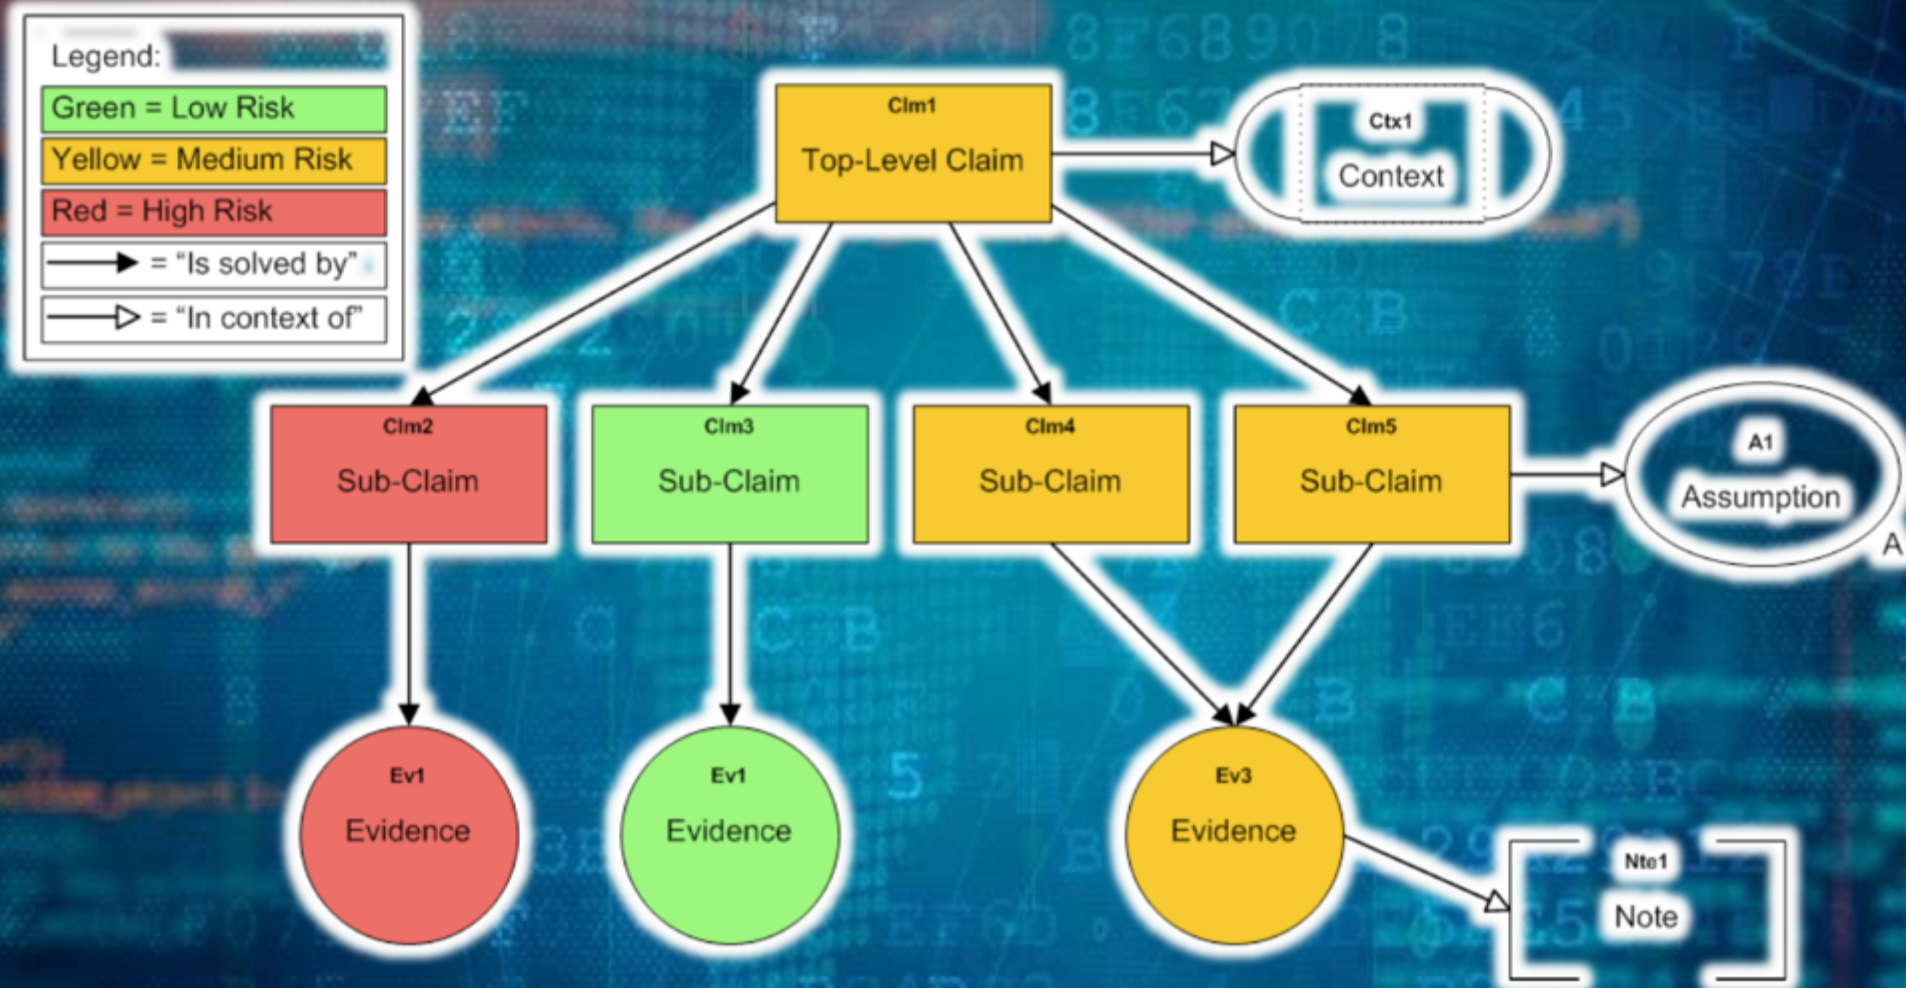 Legend:
Green = Low Risk
Yellow = Medium Risk
Red = High Risk
= “Is solved by”
= “In context of”
Clm1
Top-Level Claim
Ctx1
Context
Clm2
Sub-Claim
Clm3
Sub-Claim
Clm4
Sub-Claim
Clm5
Sub-Claim
A1
Assumption
A
Ev1
Evidence
Ev1
Evidence
Ev3
Evidence
Nte1
Note